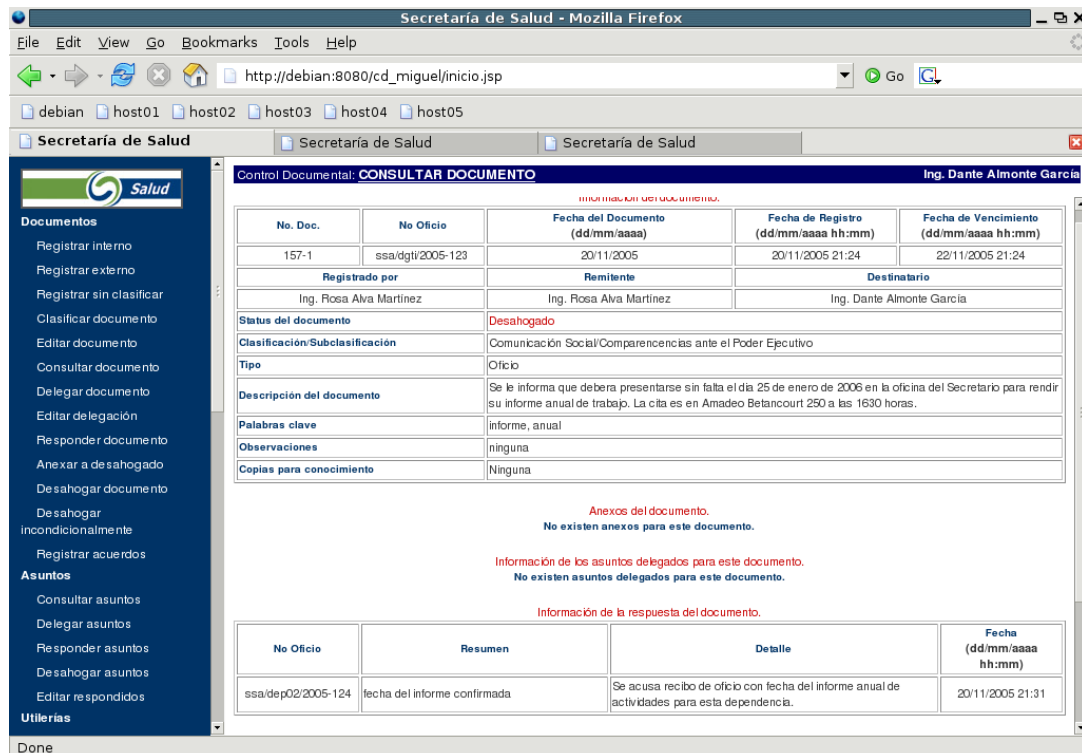 Secretaría de Salud - Mozilla Firefox
File Edit View Go Bookmarks Tools Help
http://debian:8080/cd_miguel/inicio.jsp Go G
debian host01 host02 host03 host04 host05
Secretaría de Salud Secretaría de Salud Secretaría de Salud
Salud
Documentos
Registrar interno
Registrar externo
Registrar sin clasificar
Clasificar documento
Editar documento
Consultar documento
Delegar documento
Editar delegación
Responder documento
Anexar a desahogado
Desahogar documento
Desahogar
incondicionalmente
Registrar acuerdos
Asuntos
Consultar asuntos
Delegar asuntos
Responder asuntos
Desahogar asuntos
Editar respondidos
Utilerías
Control Documental: CONSULTAR DOCUMENTO Ing. Dante Almonte García
Información del documento.
No. Doc. No Oficio Fecha del Documento (dd/mm/aaaa) Fecha de Registro (dd/mm/aaaa hh:mm) Fecha de Vencimiento (dd/mm/aaaa hh:mm)
157-1 ssa/dgti/2005-123 20/11/2005 20/11/2005 21:24 22/11/2005 21:24
Registrado por Remitente Destinatario
Ing. Rosa Alva Martínez Ing. Rosa Alva Martínez Ing. Dante Almonte García
Status del documento Desahogado
Clasificación/Subclasificación Comunicación Social/Comparencencias ante el Poder Ejecutivo
Tipo Oficio
Descripción del documento Se le informa que debera presentarse sin falta el día 25 de enero de 2006 en la oficina del Secretario para rendir
su informe anual de trabajo. La cita es en Amadeo Betancourt 250 a las 1630 horas.
Palabras clave informe, anual
Observaciones ninguna
Copias para conocimiento Ninguna
Anexos del documento.
No existen anexos para este documento.
Información de los asuntos delegados para este documento.
No existen asuntos delegados para este documento.
Información de la respuesta del documento.
No Oficio Resumen Detalle Fecha (dd/mm/aaaa hh:mm)
ssa/dep02/2005-124 fecha del informe confirmada Se acusa recibo de oficio con fecha del informe anual de
actividades para esta dependencia. 20/11/2005 21:31
Done